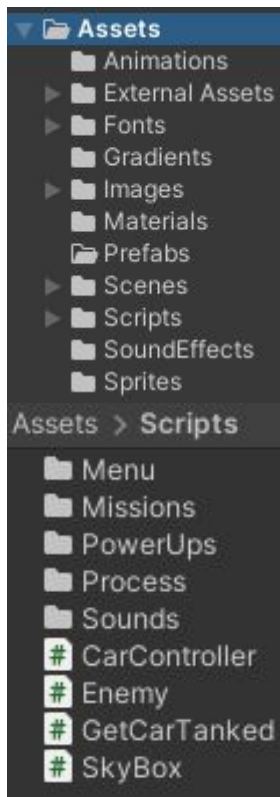 Assets
Animations
External Assets
Fonts
Gradients
Images
Materials
Prefabs
Scenes
Scripts
SoundEffects
Sprites
Assets > Scripts
Menu
Missions
PowerUps
Process
Sounds
# CarController
# Enemy
# GetCarTanked
# SkyBox